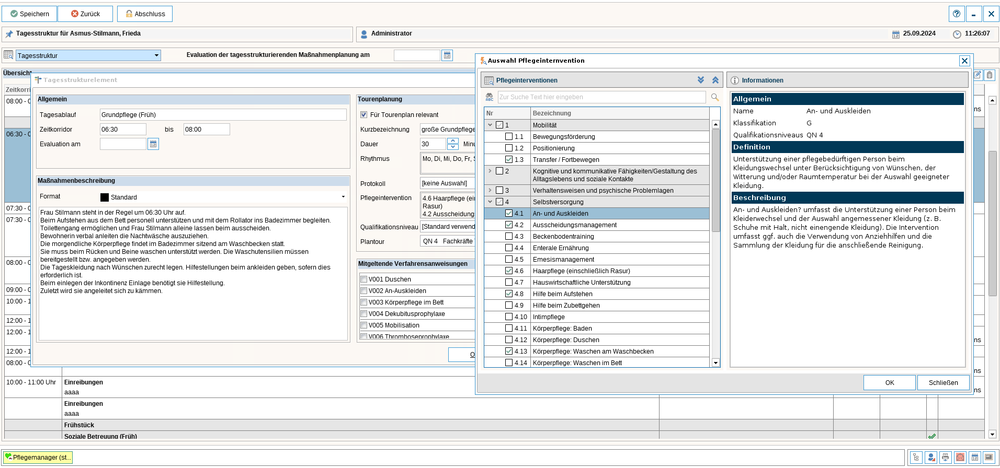 Speichern
Zurück
Abschluss
Tagesstruktur für Asmus-Stilmann, Frieda
Administrator
25.09.2024
11:26:07
Tagesstruktur
Evaluation der tagesstrukturierenden Maßnahmenplanung am
Übersicht
Zeitkorri
08:00 - 0
06:30 - 0
07:30 - 0
07:30 - 0
08:00 - 0
09:00 - 0
10:00 - 1
12:00 - 1
12:00 - 1
12:00 - 1
08:00 - 0
10:00 - 11:00 Uhr
Einreibungen
aaaa
Einreibungen
aaaa
Frühstück
Soziale Betreuung (Früh)
Tagesstrukturelement
Allgemein
Tagesablauf
Grundpflege (Früh)
Zeitkorridor
06:30
bis
08:00
Evaluation am
Maßnahmenbeschreibung
Format
Standard
Frau Stilmann steht in der Regel um 06:30 Uhr auf.
Beim Aufstehen aus dem Bett personell unterstützen und mit dem Rollator ins Badezimmer begleiten.
Toilettengang ermöglichen und Frau Stilmann alleine lassen beim ausscheiden.
Bewohnerin verbal anleiten die Nachtwäsche auszuziehen.
Die morgendliche Körperpflege findet im Badezimmer sitzend am Waschbecken statt.
Sie muss beim Rücken und Beine waschen unterstützt werden. Die Waschutensilien müssen
bereitgestellt bzw. angegeben werden.
Die Tageskleidung nach Wünschen zurecht legen. Hilfestellungen beim ankleiden geben, sofern dies
erforderlich ist.
Beim einlegen der Inkontinenz Einlage benötigt sie Hilfestellung.
Zuletzt wird sie angeleitet sich zu kämmen.
Tourenplanung
Für Tourenplan relevant
Kurzbezeichnung
große Grundpflege
Dauer
30
Minu
Rhythmus
Mo, Di, Mi, Do, Fr, S
Protokoll
[keine Auswahl]
Pflegeintervention
4.6 Haarpflege (ein
Rasur)
4.2 Ausscheidungs
Qualifikationsniveau
[Standard verwend
Plantour
QN 4 Fachkräfte
Mitgeltende Verfahrensanweisungen
V001 Duschen
V002 An-Auskleiden
V003 Körperpflege im Bett
V004 Dekubitusprophylaxe
V005 Mobilisation
V006 Thromboseprophylaxe
O
Auswahl Pflegeinternvention
Pflegeinterventionen
ABC
Zur Suche Text hier eingeben
Nr
Bezeichnung
1 Mobilität
1.1 Bewegungsförderung
1.2 Positionierung
1.3 Transfer / Fortbewegen
2 Kognitive und kommunikative Fähigkeiten/Gestaltung des
Alltagslebens und soziale Kontakte
3 Verhaltensweisen und psychische Problemlagen
4 Selbstversorgung
4.1 An- und Auskleiden
4.2 Ausscheidungsmanagement
4.3 Beckenbodentraining
4.4 Enterale Ernährung
4.5 Emesismanagement
4.6 Haarpflege (einschließlich Rasur)
4.7 Hauswirtschaftliche Unterstützung
4.8 Hilfe beim Aufstehen
4.9 Hilfe beim Zubettgehen
4.10 Intimpflege
4.11 Körperpflege: Baden
4.12 Körperpflege: Duschen
4.13 Körperpflege: Waschen am Waschbecken
4.14 Körperpflege: Waschen im Bett
Informationen
Allgemein
Name An- und Auskleiden
Klassifikation G
Qualifikationsniveaus QN 4
Definition
Unterstützung einer pflegebedürftigen Person beim
Kleidungswechsel unter Berücksichtigung von Wünschen, der
Witterung und/oder Raumtemperatur bei der Auswahl geeigneter
Kleidung.
Beschreibung
An- und Auskleiden? umfasst die Unterstützung einer Person beim
Kleiderwechsel und der Auswahl angemessener Kleidung (z. B.
Schuhe mit Halt, nicht einengende Kleidung). Die Intervention
umfasst ggf. auch die Verwendung von Anziehhilfen und die
Sammlung der Kleidung für die anschließende Reinigung.
OK
Schließen
ns
ns
ns
ns
Pflegemanager (st...